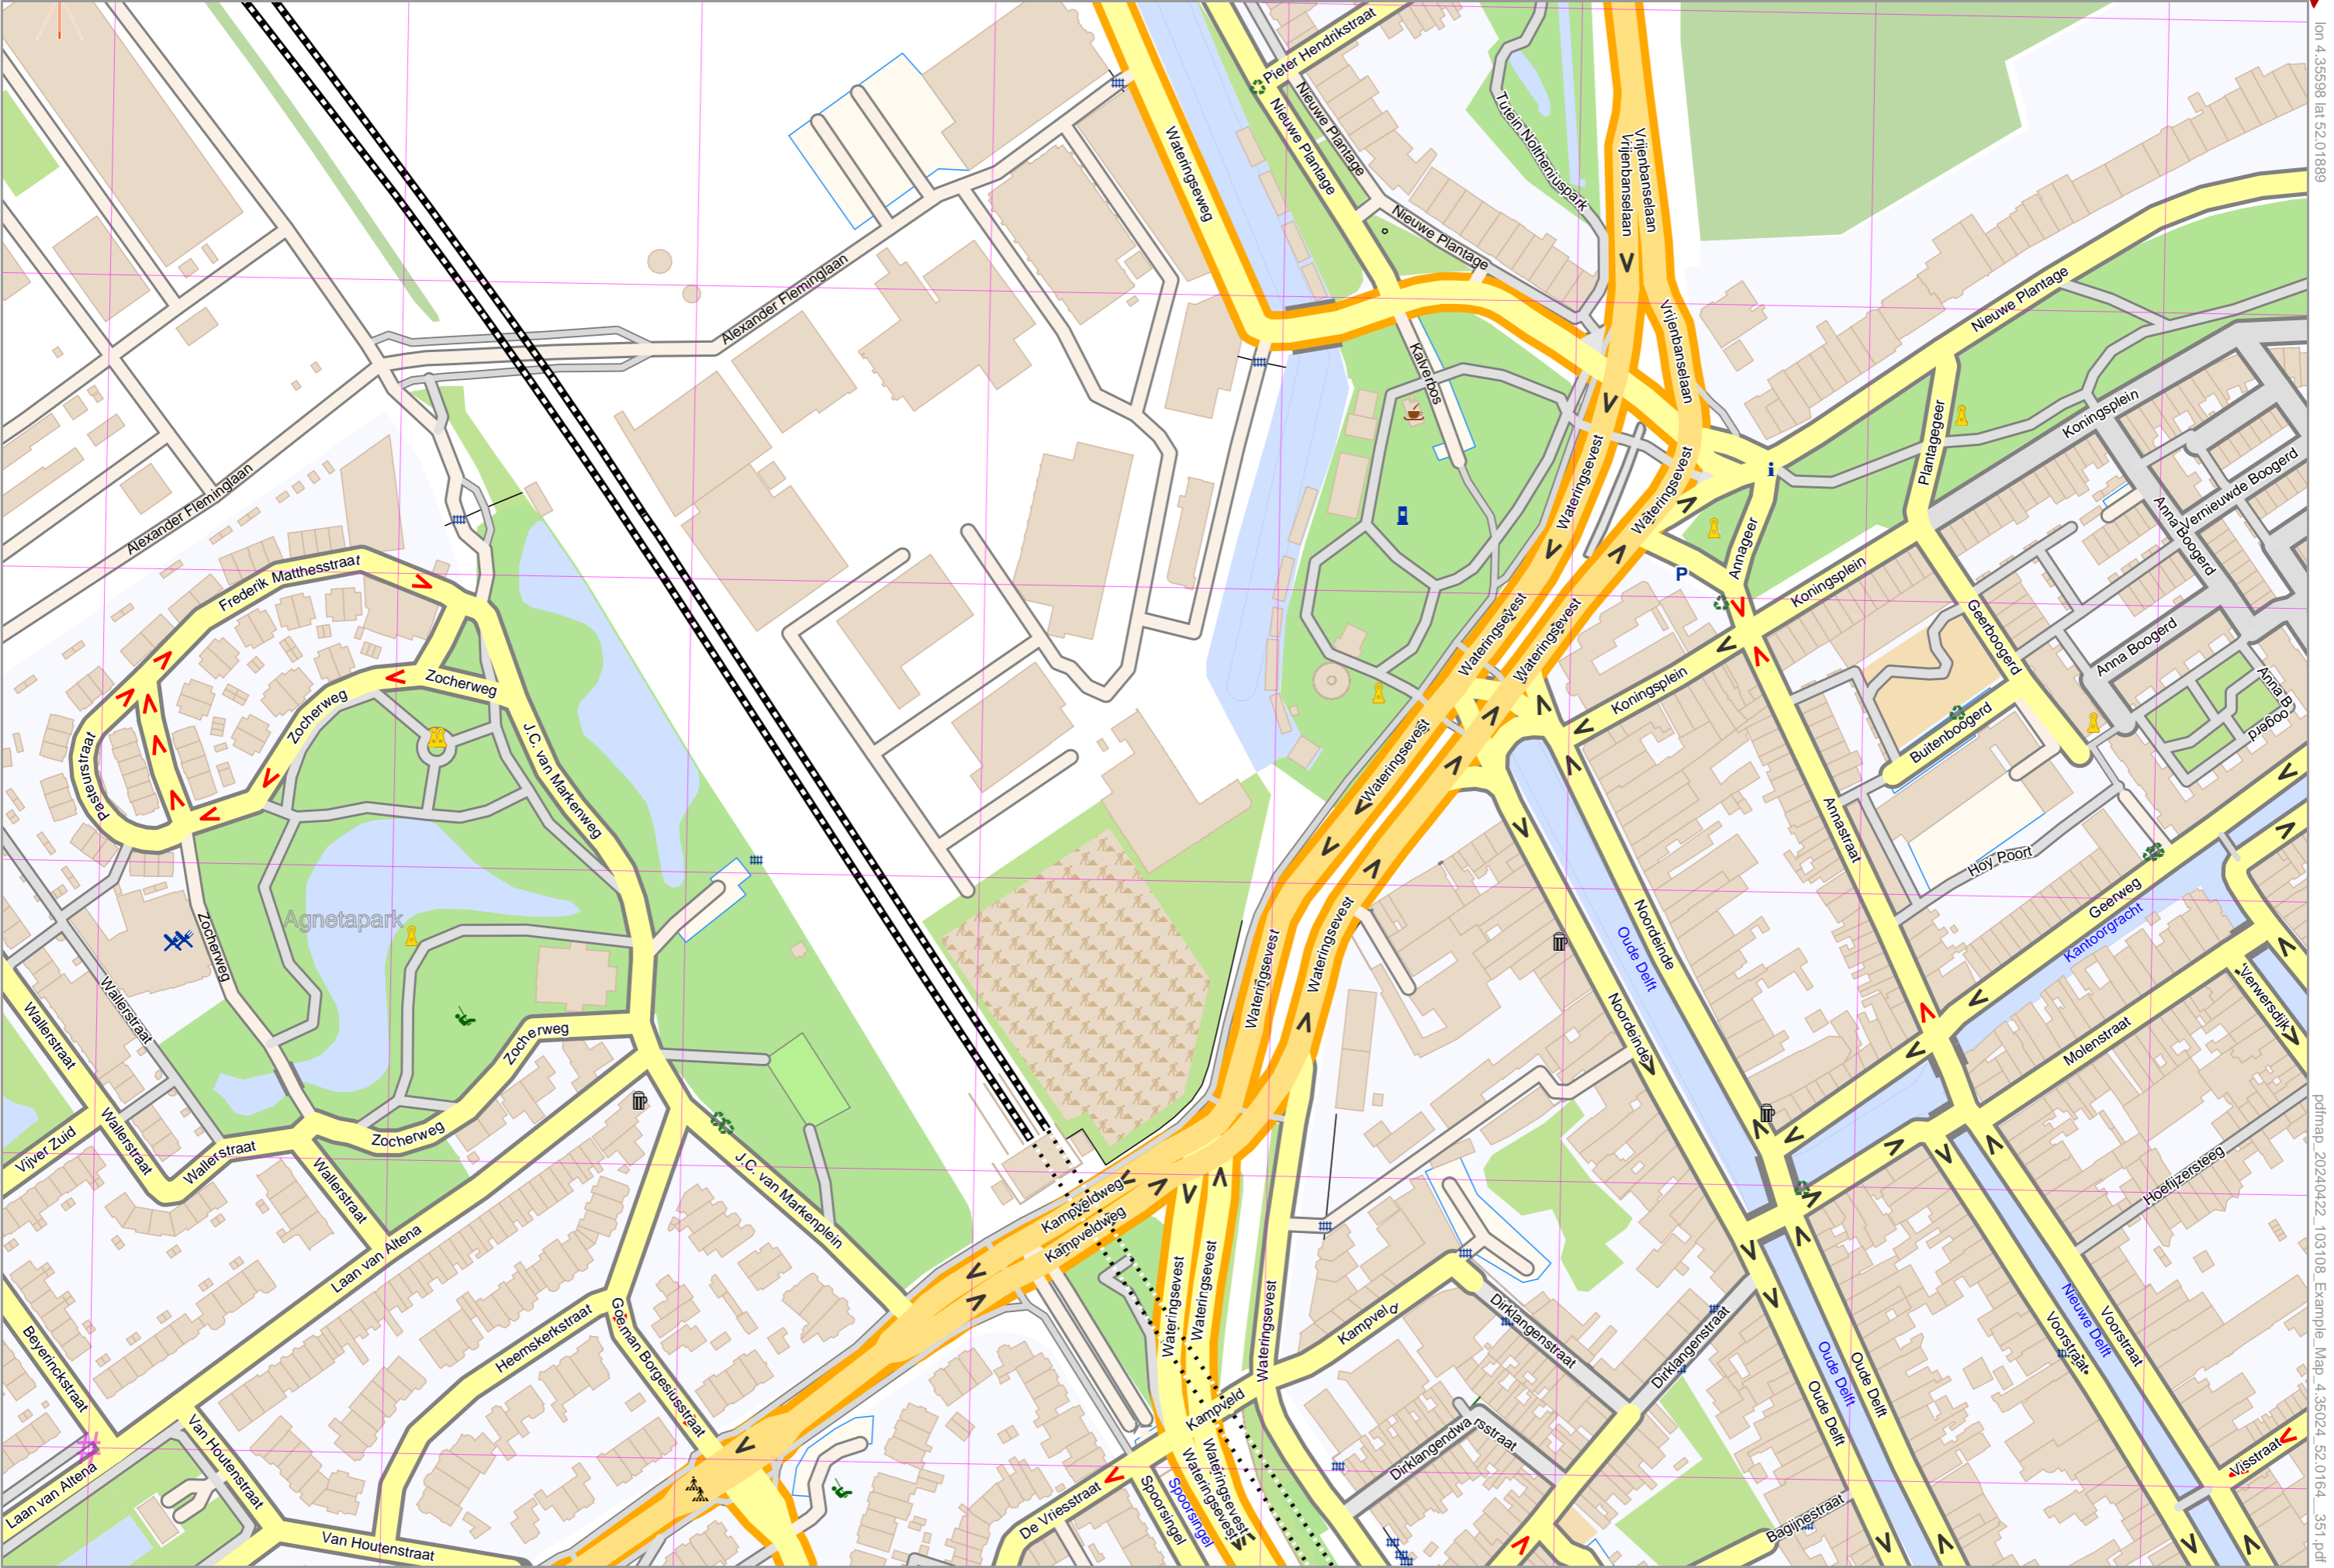 Pieter Hendrikstraat
Nieuwe Plantage
Nieuwe Plantage
Nieuwe Plantage
Tutein Noltheniuspark
Vrijenbanselaan
Vrijenbanselaan
Vrijenbanselaan
Wateringseweg
Alexander Fleminglaan
Alexander Fleminglaan
Kalverbos
Nieuwe Plantage
Plantagegeer
Koningsplein
Anna Boogerd
Vernieuwde Boogerd
Anna Boogerd
Anna B
oogerd
i
P
Annageer
Koningsplein
Koningsplein
Geerboogerd
Buitenboogerd
Annastraat
Hoy Poort
Geerweg
Kantoorgracht
Molenstraat
Verwersdijk
Hoefijzersteeg
Wateringsevest
Wateringsevest
Wateringsevest
Wateringsevest
Wateringsevest
Wateringsevest
Wateringsevest
Frederik Matthesstraat
Zocherweg
Zocherweg
Pasteurstraat
J.C. van Markenweg
Agnetapark
Zocherweg
Wallerstraat
Wallerstraat
Wallerstraat
Wallerstraat
Wallerstraat
Vijver Zuid
Zocherweg
Zocherweg
Laan van Altena
Laan van Altena
J.C. van Markenplein
Kampveldweg
Kampveldweg
Noordeinde
Noordeinde
Oude Delft
Wateringsevest
Wateringsevest
Wateringsevest
Wateringsevest
Wateringsevest
Kampveld
Kampveld
Dirklangenstraat
Dirklangenstraat
Dirklangendwarsstraat
Oude Delft
Oude Delft
Oude Delft
Voorstraat
Nieuwe Delft
Voorstraat
Visstraat
Bagijnestraat
Beyerinckstraat
Heemskerkstraat
Goeman Borgesiusstraat
Van Houtenstraat
Van Houtenstraat
De Vriesstraat
Spoorsingel
Spoorsingel
lon 4.35598 lat 52.01889
pdfmap_20240422_103108_Example_Map_4.35024_52.0164__351.pdf